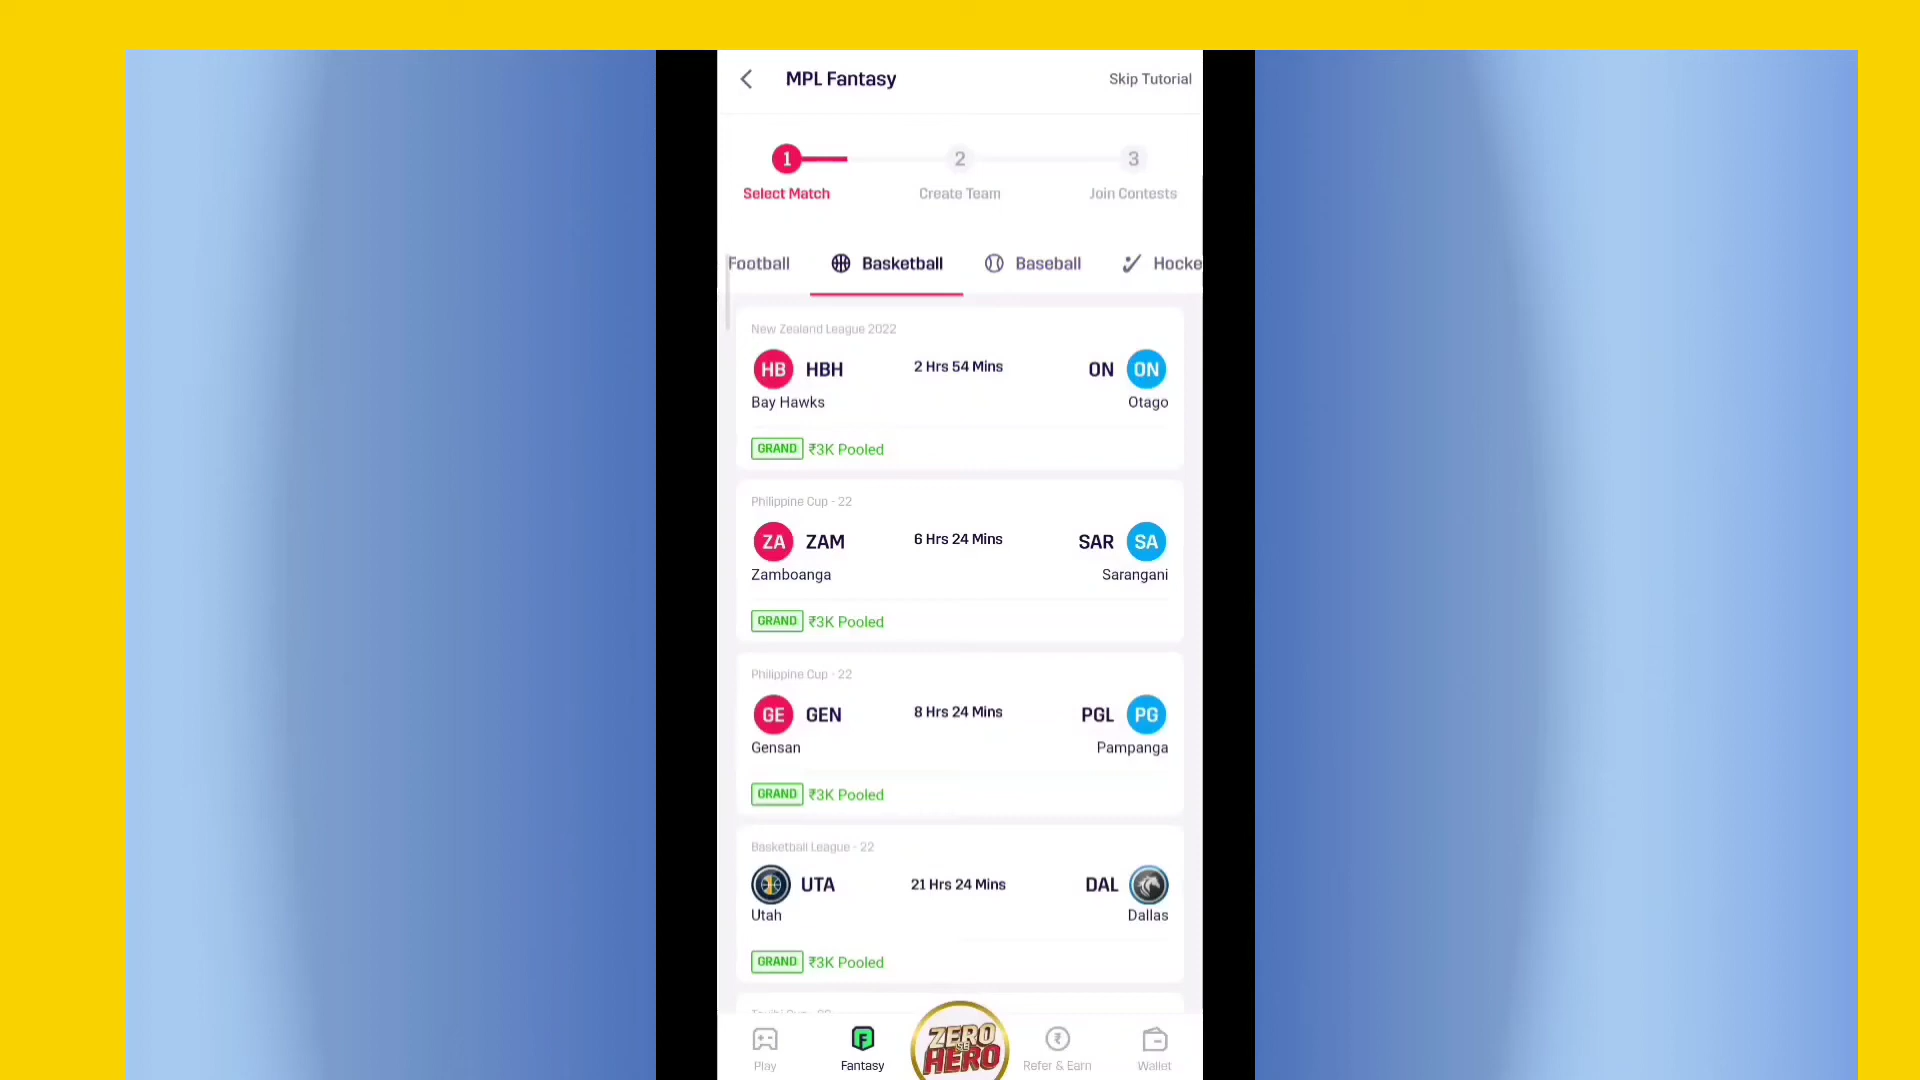 MPL Fantasy
Skip Tutorial
1
2
3
Select Match
Create Team
Join Contests
Football
Basketball
Baseball
Hocke
New Zealand League 2022
HB HBH 2 Hrs 54 Mins ON ON
Bay Hawks Otago
GRAND ₹3K Pooled
Philippine Cup - 22
ZA ZAM 6 Hrs 24 Mins SAR SA
Zamboanga Sarangani
GRAND ₹3K Pooled
Philippine Cup - 22
GE GEN 8 Hrs 24 Mins PGL PG
Gensan Pampanga
GRAND ₹3K Pooled
Basketball League - 22
UTA 21 Hrs 24 Mins DAL
Utah Dallas
GRAND ₹3K Pooled
F
ZERO
SE
HERO
₹
Play
Fantasy
Refer & Earn
Wallet